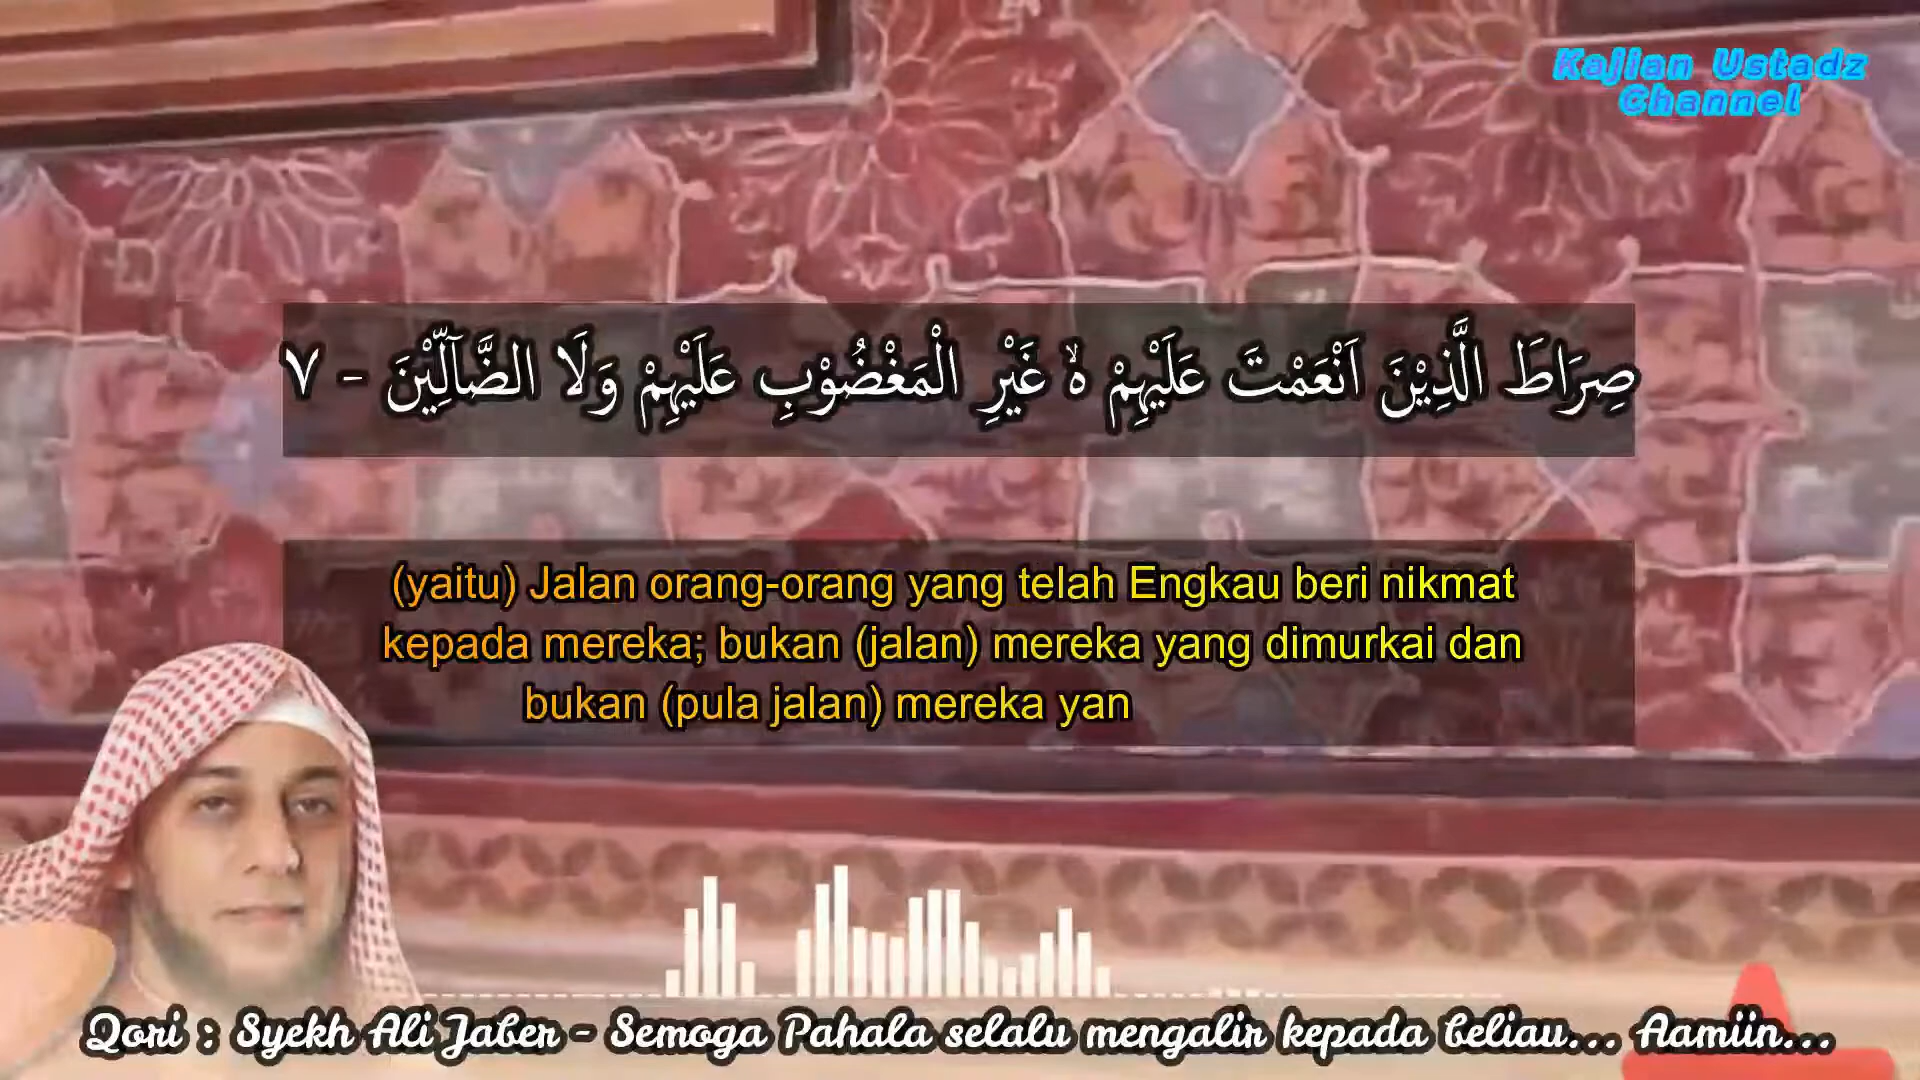 Kajian Ustadz
Channel
صِرَاطَ الَّذِيْنَ اَنْعَمْتَ عَلَيْهِمْ ەۙ غَيْرِ الْمَغْضُوْبِ عَلَيْهِمْ وَلَا الضَّاۤلِّيْنَ - ٧
(yaitu) Jalan orang-orang yang telah Engkau beri nikmat
kepada mereka; bukan (jalan) mereka yang dimurkai dan
bukan (pula jalan) mereka yan
Qori : Syekh Ali Jaber - Semoga Pahala selalu mengalir kepada beliau... Aamiin...